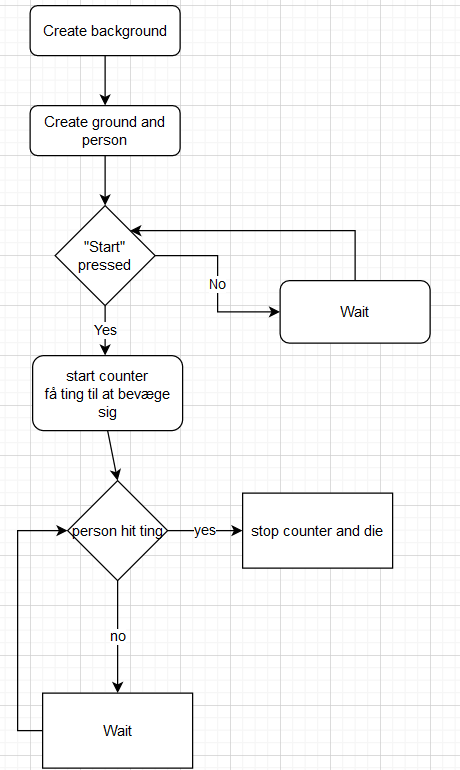 Create background
Create ground and
person
"Start"
pressed
No
Wait
Yes
start counter
få ting til at bevæge
sig
person hit ting
yes
stop counter and die
no
Wait